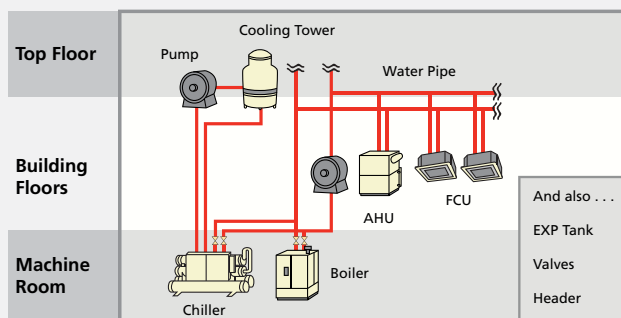 Cooling Tower
Top Floor
Pump
Water Pipe
Building
Floors
AHU
FCU
And also . . .
EXP Tank
Valves
Header
Machine
Room
Boiler
Chiller